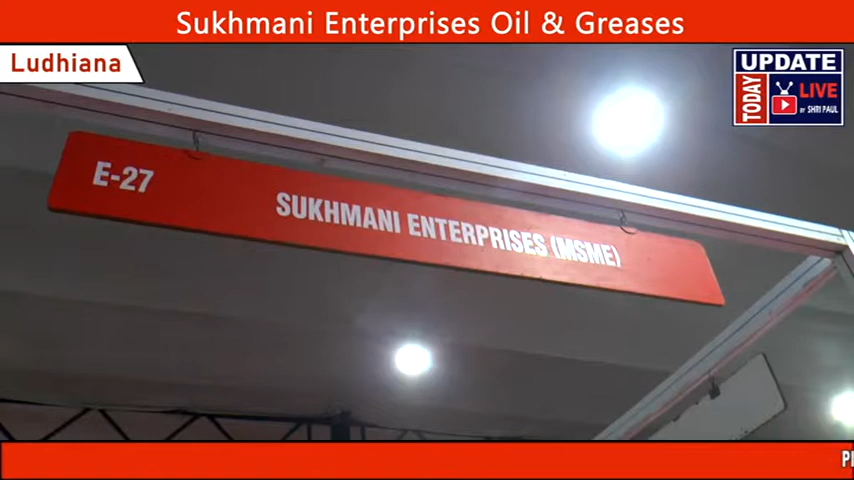 Sukhmani Enterprises Oil & Greases
Ludhiana
UPDATE
TODAY
LIVE
BY SHRI PAUL
E-27
SUKHMANI ENTERPRISES (MSME)